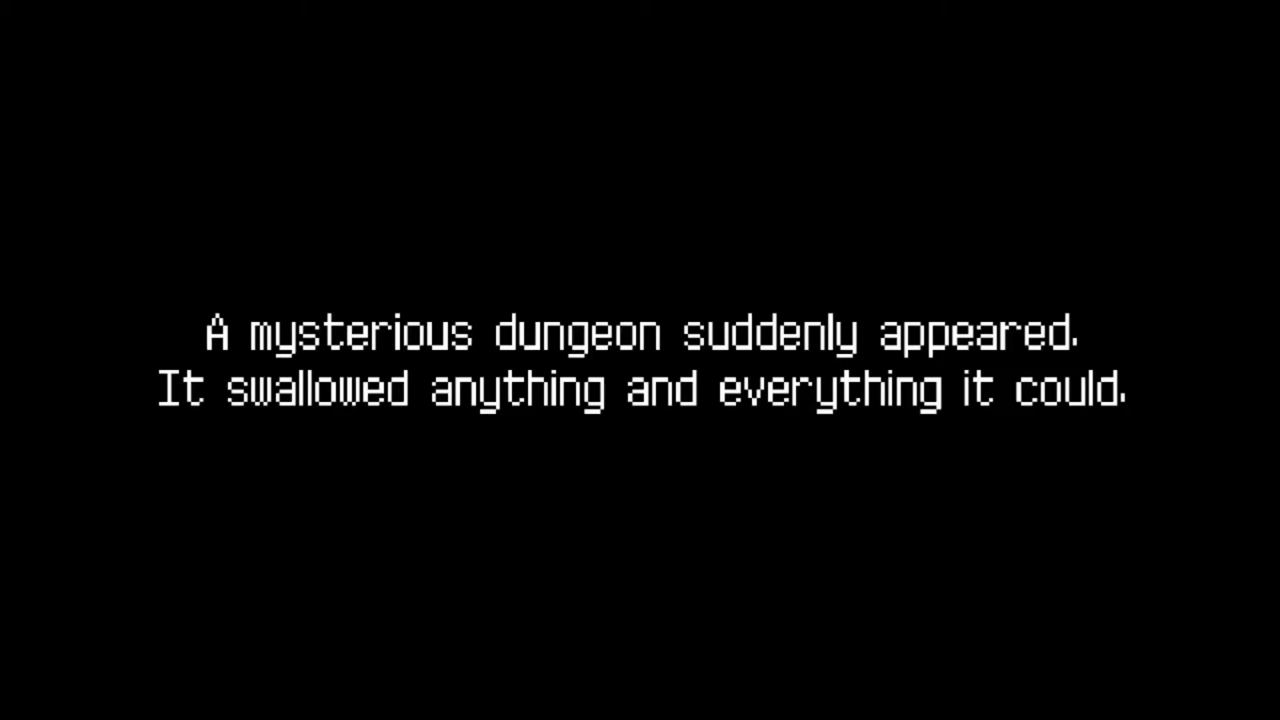 A mysterious dungeon suddenly appeared.
It swallowed anything and everything it could.